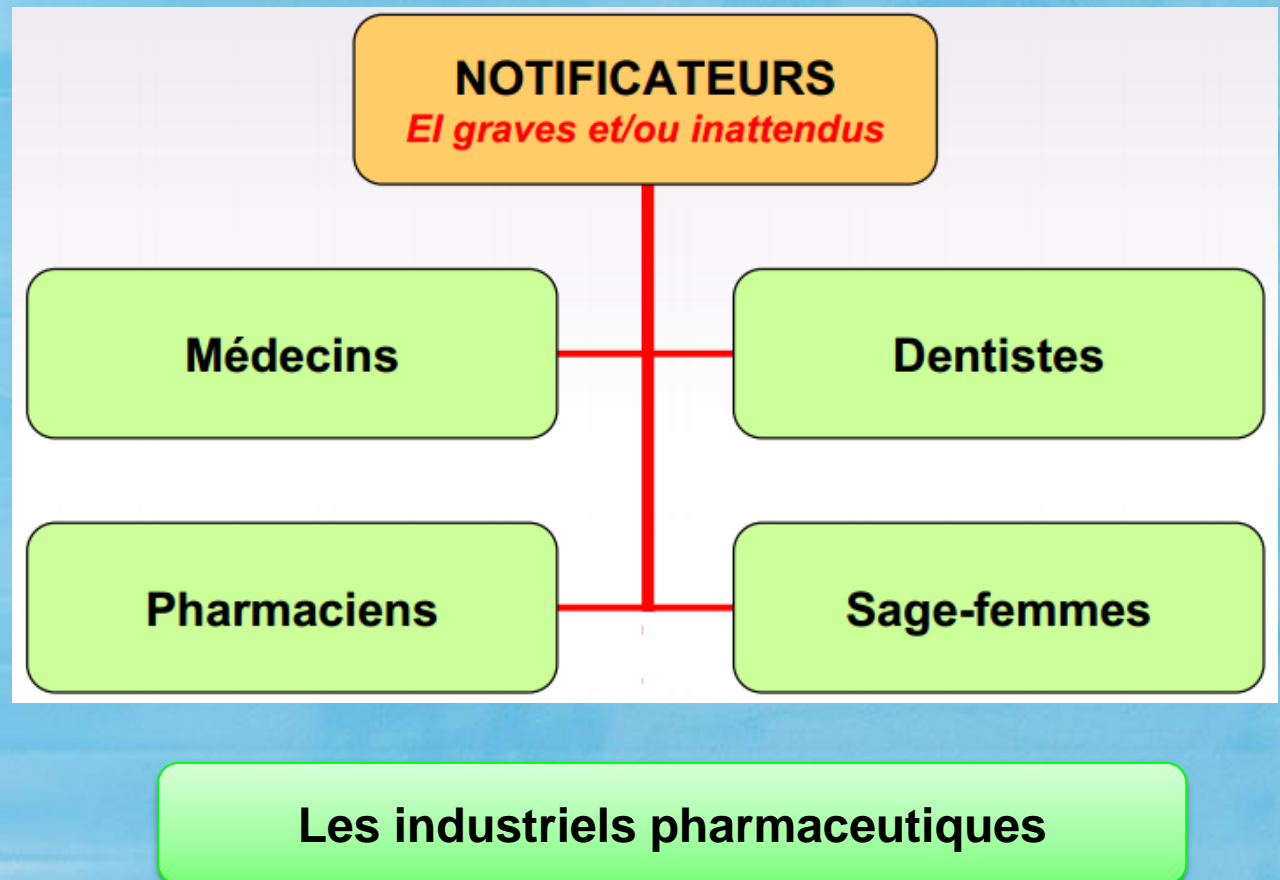 NOTIFICATEURS
EI graves et/ou inattendus
Médecins
Dentistes
Pharmaciens
Sage-femmes
Les industriels pharmaceutiques